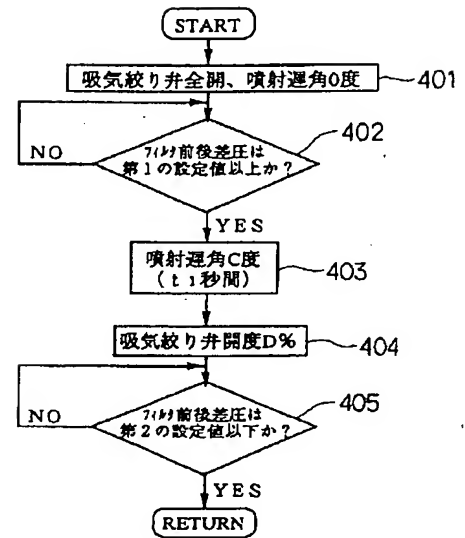 START
吸気絞り弁全開、噴射遅角0度
401
402
フィルタ前後差圧は
第1の設定値以上か？
NO
YES
噴射遅角C度
(t1秒間)
403
吸気絞り弁開度D%
404
405
フィルタ前後差圧は
第2の設定値以下か？
NO
YES
RETURN